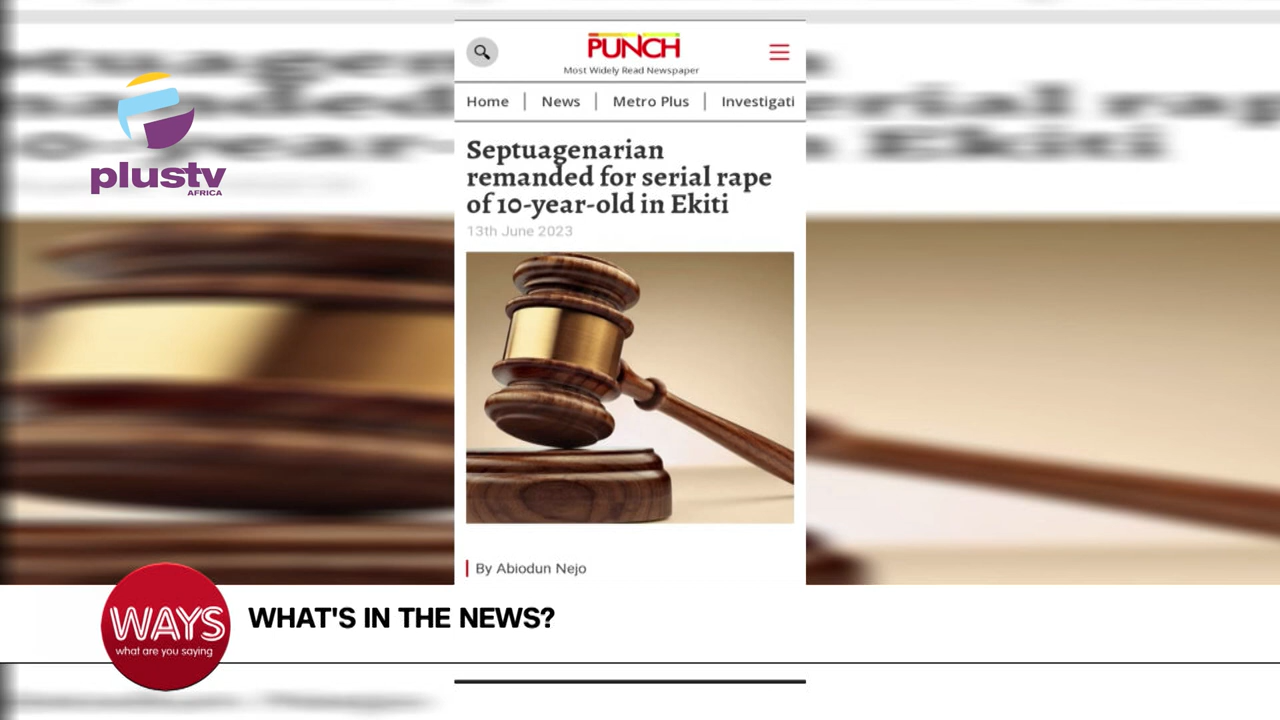 PUNCH
Most Widely Read Newspaper
Home | News | Metro Plus | Investigati
Septuagenarian
remanded for serial rape
of 10-year-old in Ekiti
13th June 2023
By Abiodun Nejo
plustv
AFRICA
WAYS
what are you saying
WHAT'S IN THE NEWS?